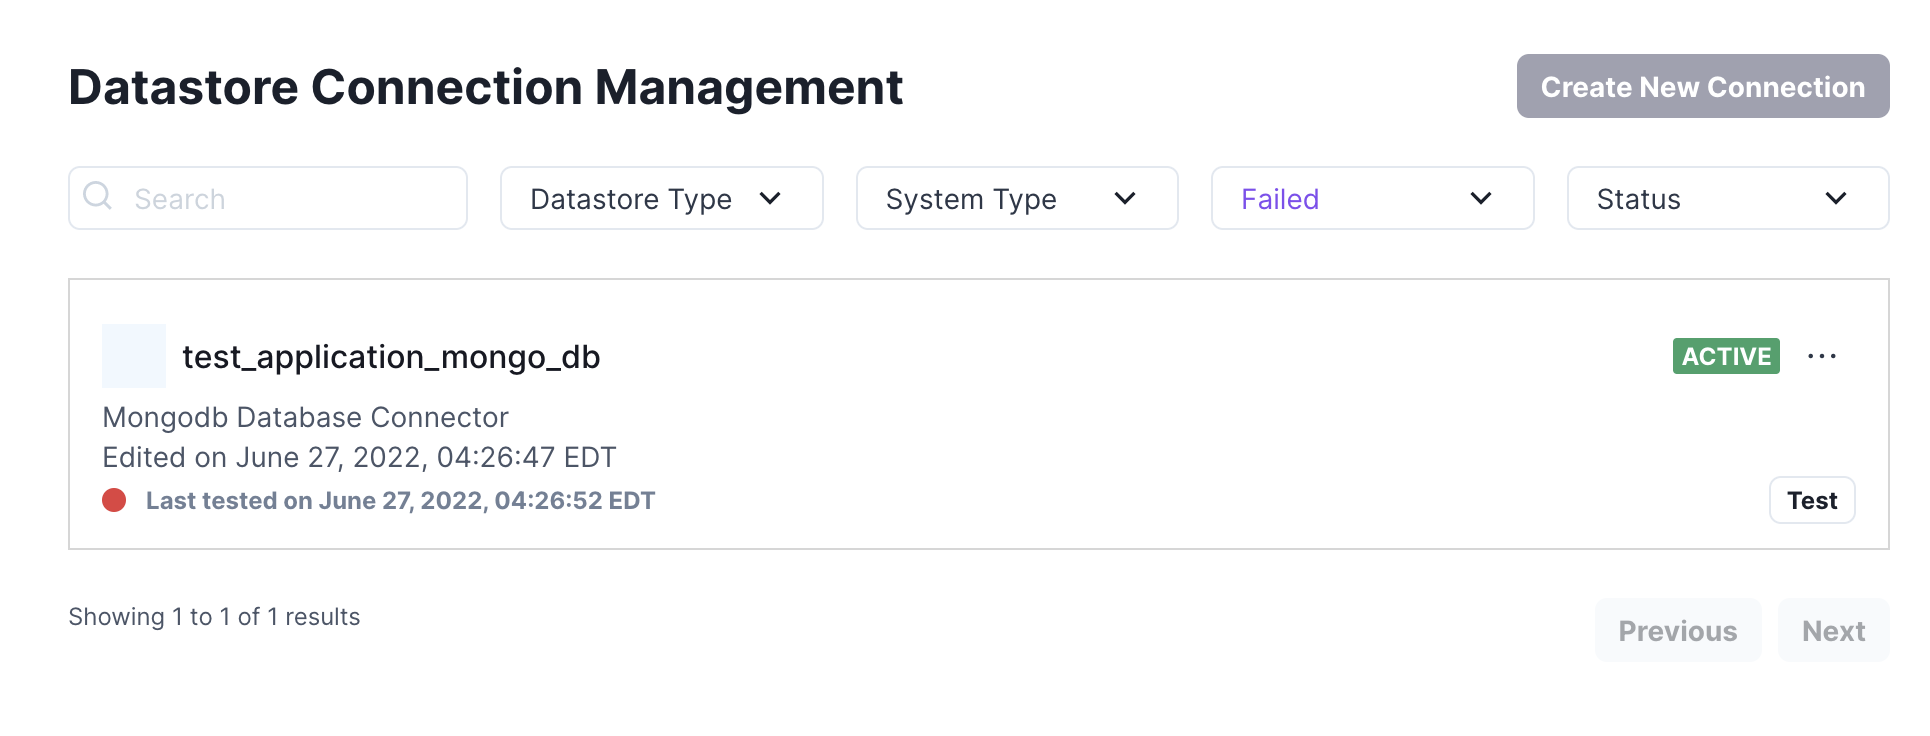 Datastore Connection Management
Create New Connection
Search
Datastore Type
System Type
Failed
Status
test_application_mongo_db
ACTIVE
Mongodb Database Connector
Edited on June 27, 2022, 04:26:47 EDT
Last tested on June 27, 2022, 04:26:52 EDT
Test
Showing 1 to 1 of 1 results
Previous
Next